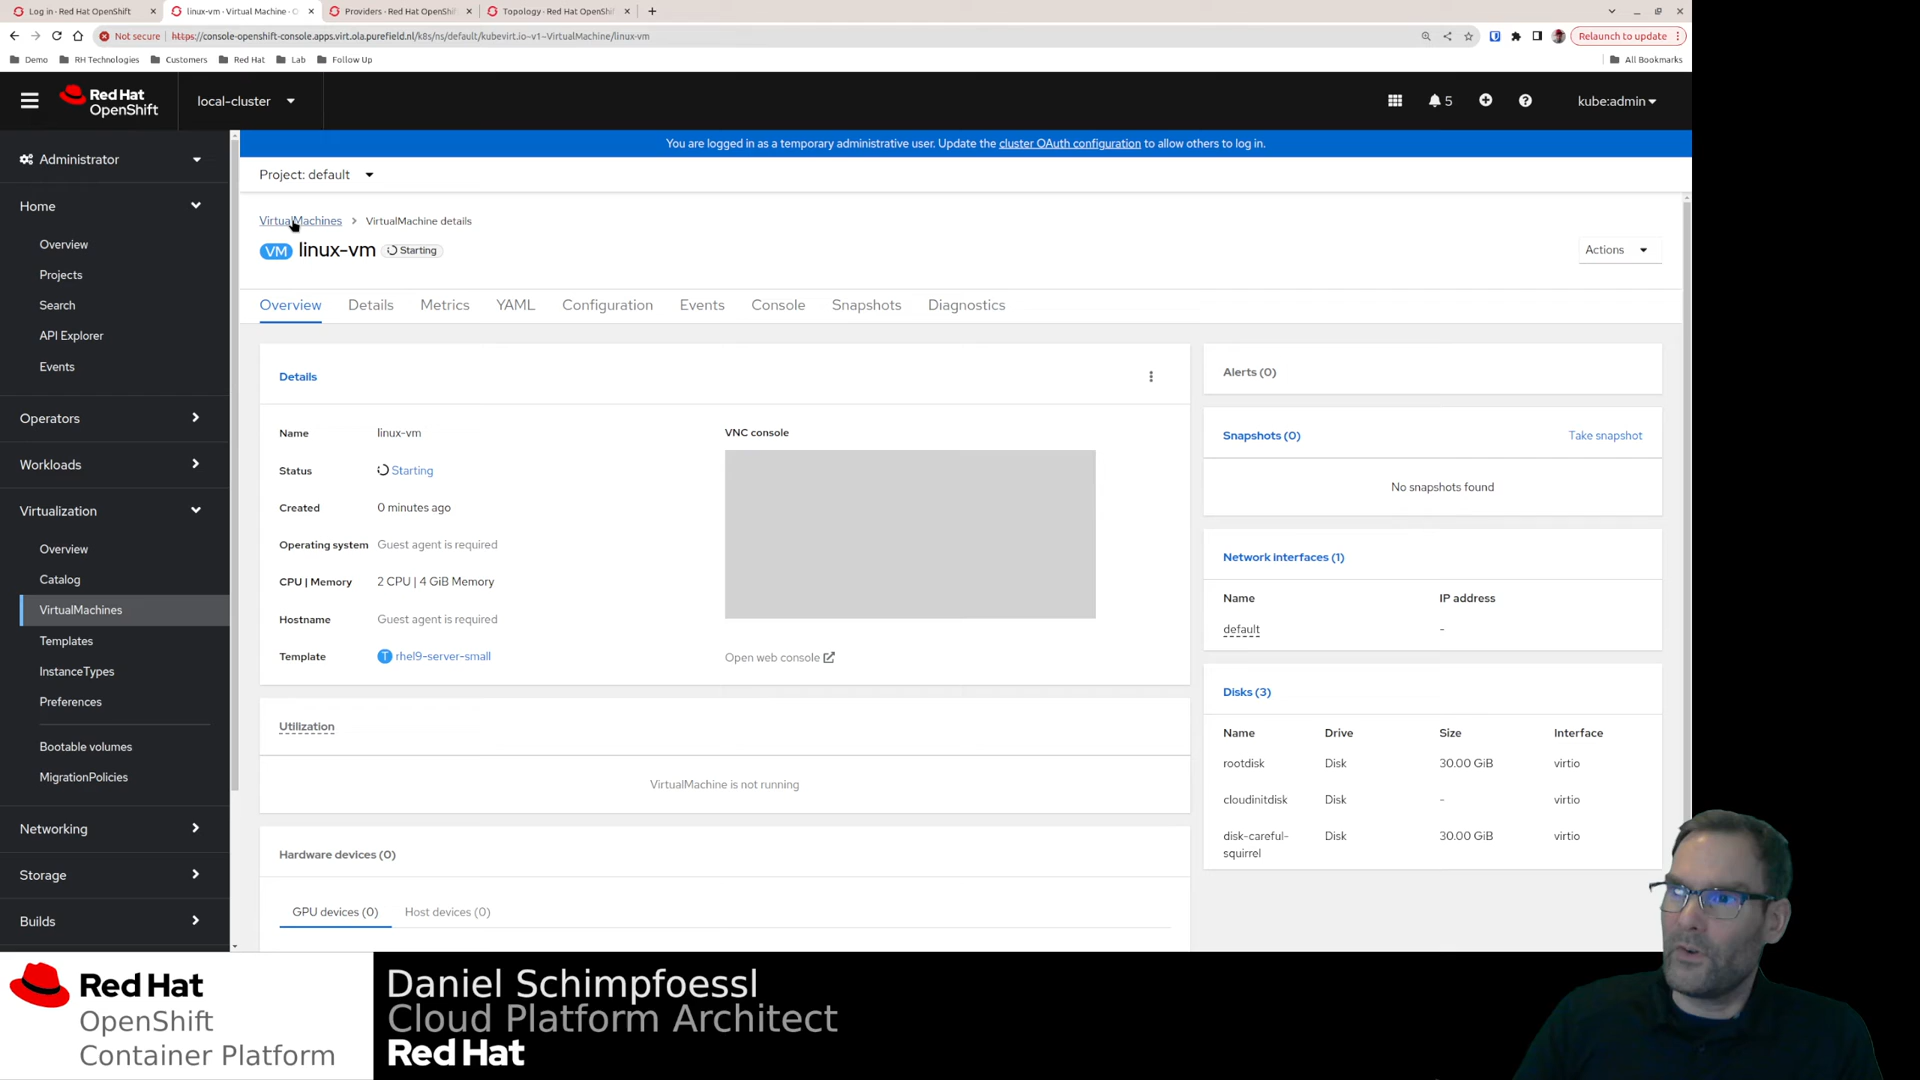 Log in · Red Hat OpenShift
linux-vm · Virtual Machine · O
Providers · Red Hat OpenShift
Topology · Red Hat OpenShift
Not secure
https://console-openshift-console.apps.virt.ola.purefield.nl/k8s/ns/default/kubevirt.io~v1~VirtualMachine/linux-vm
Relaunch to update
Demo
RH Technologies
Customers
Red Hat
Lab
Follow Up
All Bookmarks
Red Hat
OpenShift
local-cluster
5
kube:admin
You are logged in as a temporary administrative user. Update the cluster OAuth configuration to allow others to log in.
Administrator
Home
Overview
Projects
Search
API Explorer
Events
Operators
Workloads
Virtualization
Overview
Catalog
VirtualMachines
Templates
InstanceTypes
Preferences
Bootable volumes
MigrationPolicies
Networking
Storage
Builds
Project: default
VirtualMachines > VirtualMachine details
VM linux-vm Starting
Actions
Overview Details Metrics YAML Configuration Events Console Snapshots Diagnostics
Details
Name linux-vm
Status Starting
Created 0 minutes ago
Operating system Guest agent is required
CPU | Memory 2 CPU | 4 GiB Memory
Hostname Guest agent is required
Template T rhel9-server-small
VNC console
Open web console
Utilization
VirtualMachine is not running
Hardware devices (0)
GPU devices (0) Host devices (0)
Alerts (0)
Snapshots (0) Take snapshot
No snapshots found
Network interfaces (1)
Name IP address
default -
Disks (3)
Name Drive Size Interface
rootdisk Disk 30.00 GiB virtio
cloudinitdisk Disk - virtio
disk-careful-
squirrel Disk 30.00 GiB virtio
Red Hat
OpenShift
Container Platform
Daniel Schimpfoessl
Cloud Platform Architect
Red Hat